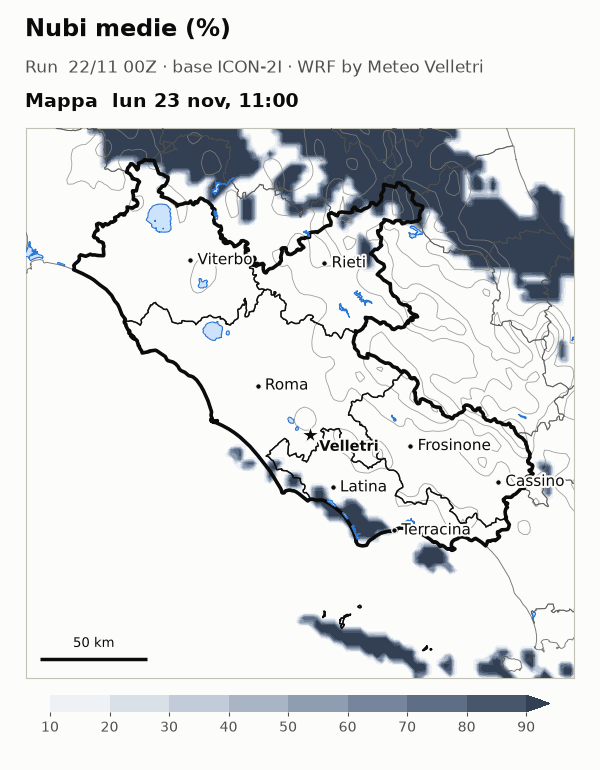 Nubi medie (%)
Run  22/11 00Z · base ICON-2I · WRF by Meteo Velletri
Mappa  lun 23 nov, 11:00
Viterbo
Rieti
Roma
Velletri
Frosinone
Cassino
Latina
Terracina
50 km
10 20 30 40 50 60 70 80 90